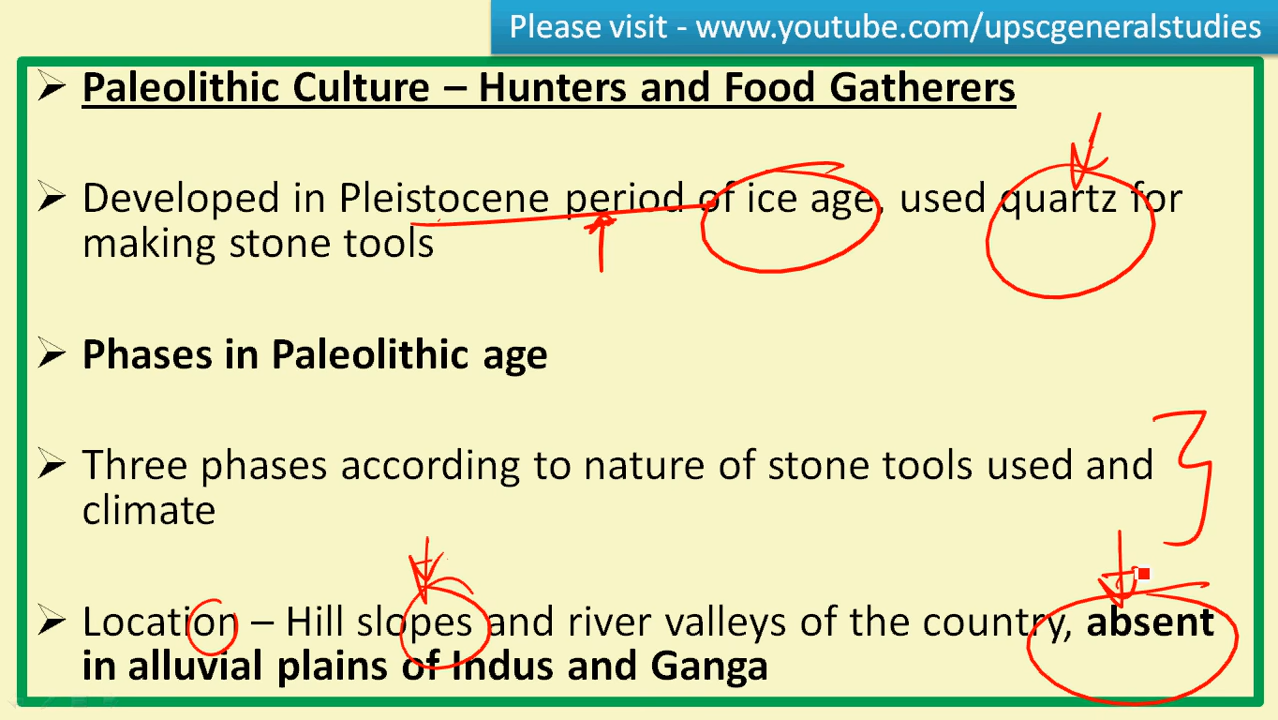 Please visit - www.youtube.com/upscgeneralstudies
➢ Paleolithic Culture – Hunters and Food Gatherers
➢ Developed in Pleistocene period of ice age, used quartz for
making stone tools
➢ Phases in Paleolithic age
➢ Three phases according to nature of stone tools used and
climate
➢ Location – Hill slopes and river valleys of the country, absent
in alluvial plains of Indus and Ganga